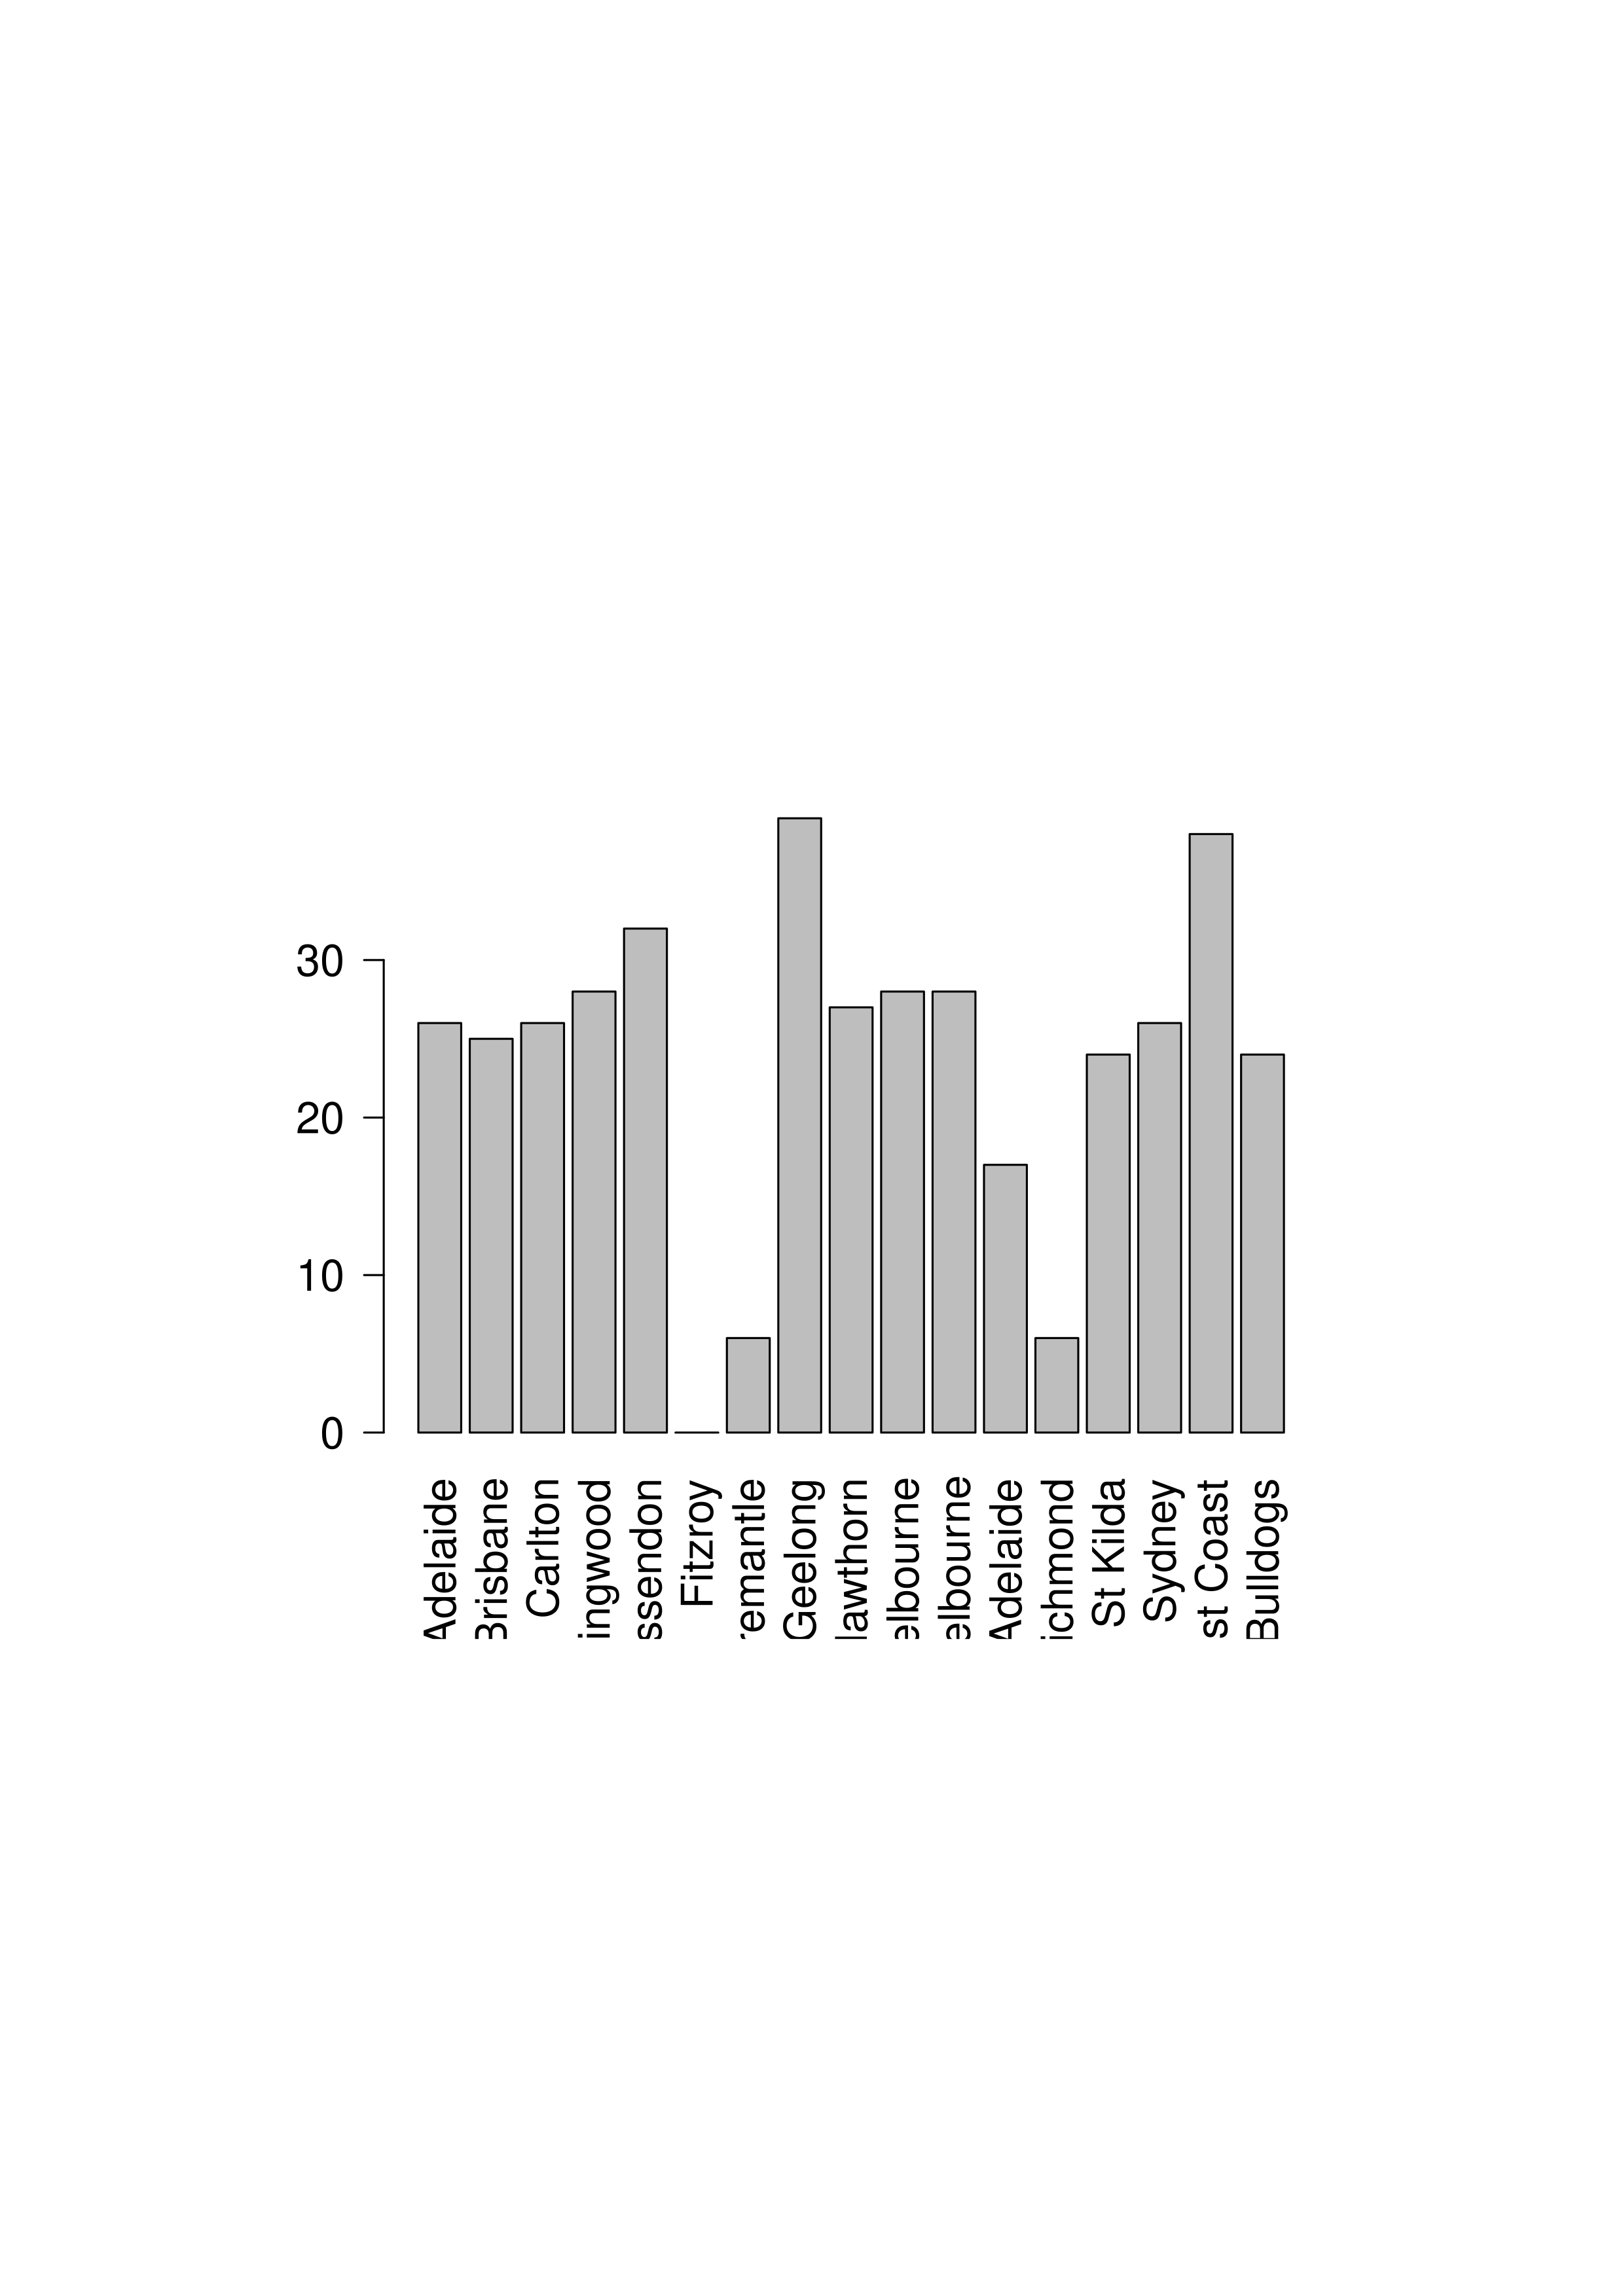 30
20
10
0
Adelaide
Brisbane
Carlton
ingwood
ssendon
Fitzroy
remantle
Geelong
lawthorn
elbourne
elbourne
Adelaide
ichmond
St Kilda
Sydney
st Coast
Bulldogs